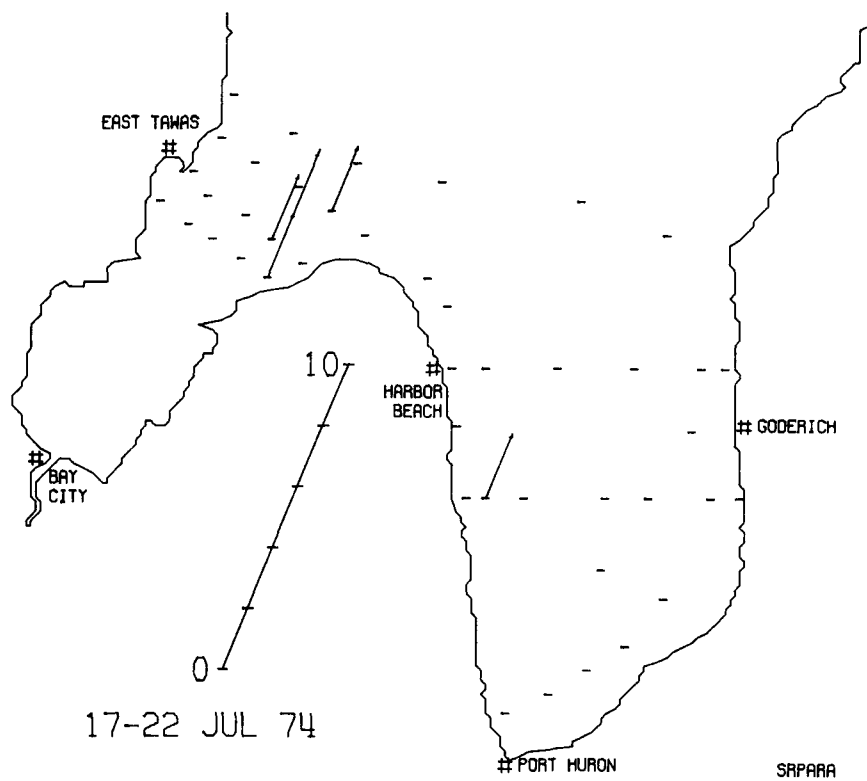 EAST TAWAS
#
10
#
HARBOR
BEACH
# GODERICH
#
BAY
CITY
0
17-22 JUL 74
# PORT HURON
SRPARA